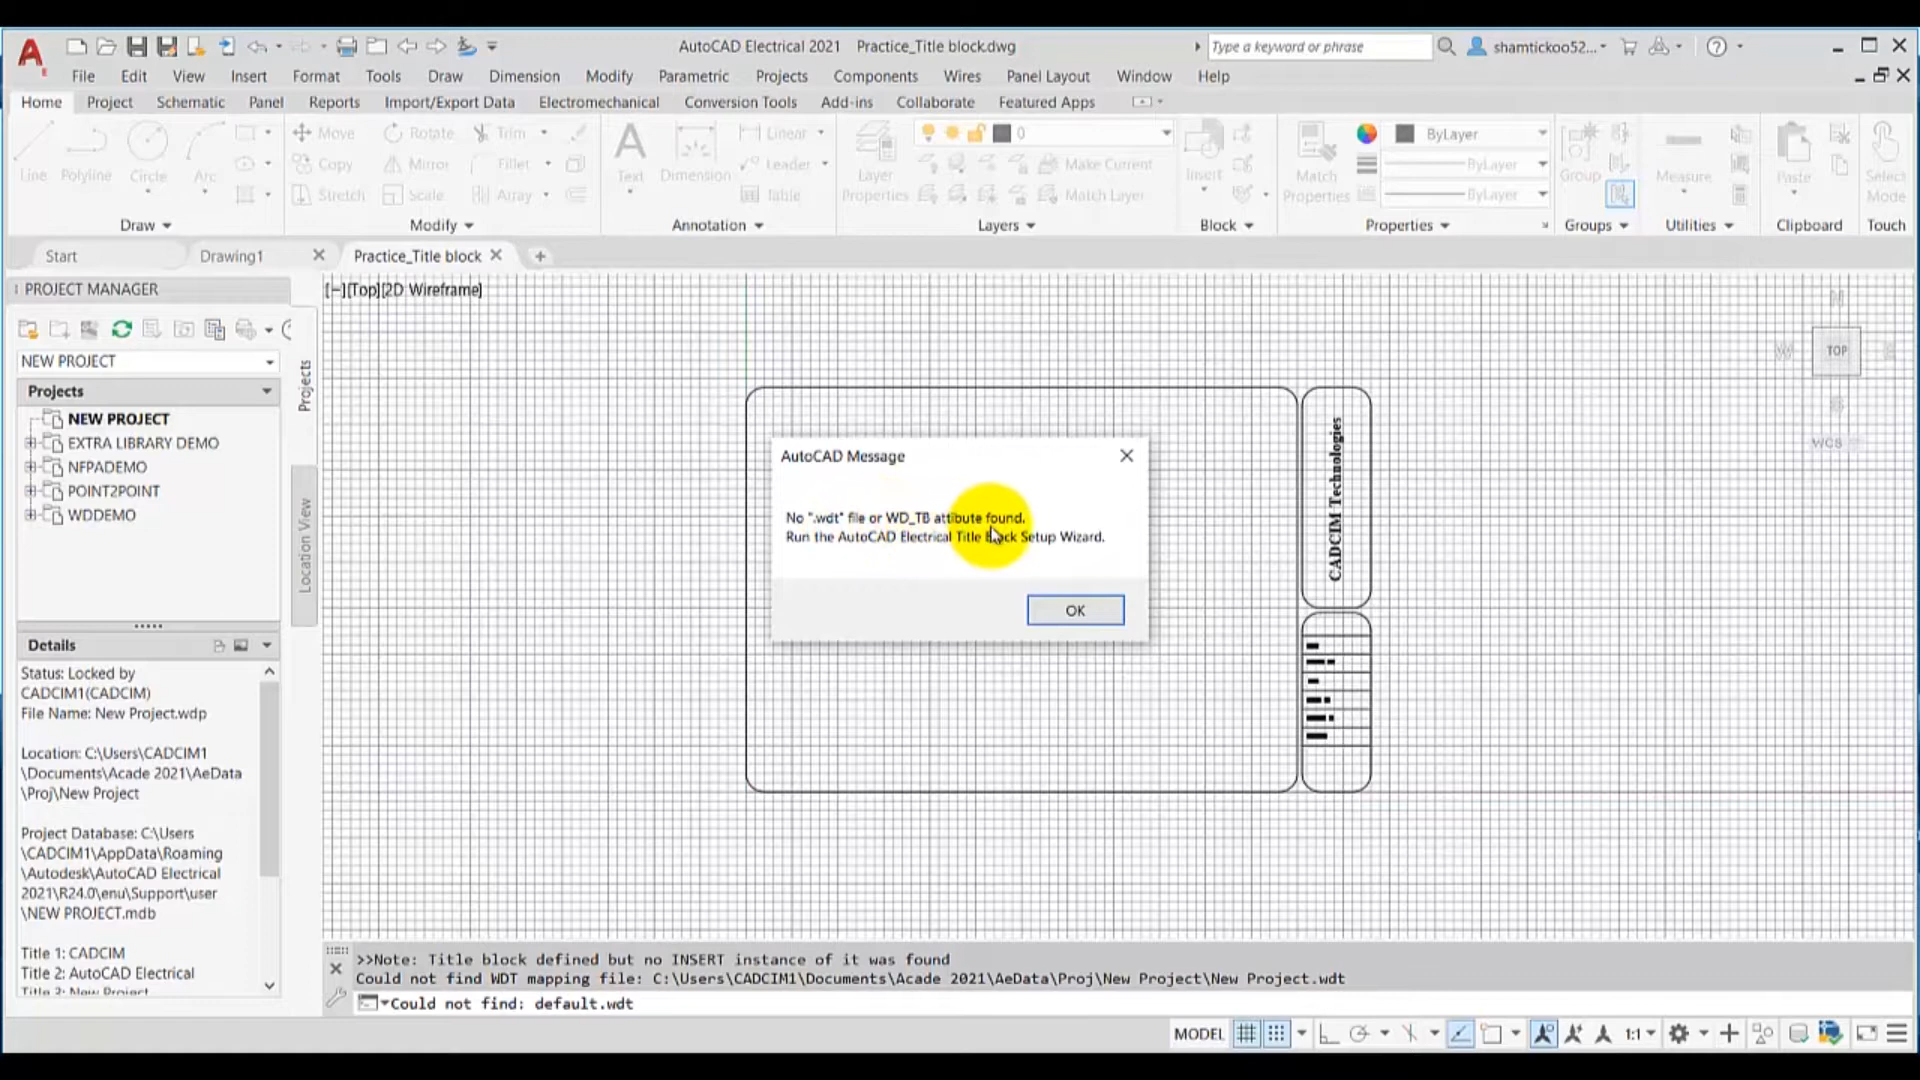 AutoCAD Electrical 2021 Practice_Title block.dwg
Type a keyword or phrase
shamtickoo52...
File Edit View Insert Format Tools Draw Dimension Modify Parametric Projects Components Wires Panel Layout Window Help
Home Project Schematic Panel Reports Import/Export Data Electromechanical Conversion Tools Add-ins Collaborate Featured Apps
Line
Polyline
Circle
Arc
Draw
Move
Rotate
Trim
Copy
Mirror
Fillet
Stretch
Scale
Array
Modify
Text
Dimension
Linear
Leader
Table
Annotation
Layer
Properties
0
Make Current
Match Layer
Layers
Insert
Block
Match
Properties
ByLayer
ByLayer
ByLayer
Properties
Group
Groups
Measure
Utilities
Paste
Clipboard
Select
Mode
Touch
Start
Drawing1
Practice_Title block
PROJECT MANAGER
NEW PROJECT
Projects
NEW PROJECT
EXTRA LIBRARY DEMO
NFPADEMO
POINT2POINT
WDDEMO
Projects
Location View
Details
Status: Locked by
CADCIM1(CADCIM)
File Name: New Project.wdp
Location: C:\Users\CADCIM1
\Documents\Acade 2021\AeData
\Proj\New Project
Project Database: C:\Users
\CADCIM1\AppData\Roaming
\Autodesk\AutoCAD Electrical
2021\R24.0\enu\Support\user
\NEW PROJECT.mdb
Title 1: CADCIM
Title 2: AutoCAD Electrical
Title 3: New Project
[−][Top][2D Wireframe]
TOP
WCS
CADCIM Technologies
AutoCAD Message
No ".wdt" file or WD_TB attibute found.
Run the AutoCAD Electrical Title Block Setup Wizard.
OK
>>Note: Title block defined but no INSERT instance of it was found
Could not find WDT mapping file: C:\Users\CADCIM1\Documents\Acade 2021\AeData\Proj\New Project\New Project.wdt
Could not find: default.wdt
MODEL
1:1